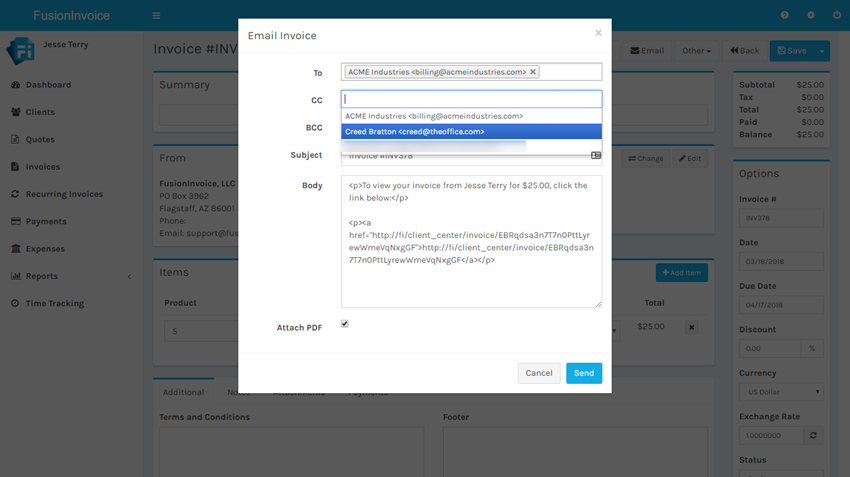 FusionInvoice
Jesse Terry
Dashboard
Clients
Quotes
Invoices
Recurring Invoices
Payments
Expenses
Reports
Time Tracking
Invoice #INV
Email
Other
Back
Save
Summary
From
Change
Edit
FusionInvoice, LLC
PO Box 3962
Flagstaff, AZ 86001
Phone:
Email: support@fus
Items
Add Item
Product
Total
S
$25.00
Additional
Terms and Conditions
Footer
Subtotal $25.00
Tax $0.00
Total $25.00
Paid $0.00
Balance $25.00
Options
Invoice #
INV378
Date
03/18/2018
Due Date
04/17/2018
Discount
0.00 %
Currency
US Dollar
Exchange Rate
1.0000000
Status
Email Invoice
×
To
ACME Industries <billing@acmeindustries.com> ×
CC
ACME Industries <billing@acmeindustries.com>
Creed Bratton <creed@theoffice.com>
BCC
Subject
Invoice #INV378
Body
<p>To view your invoice from Jesse Terry for $25.00, click the
link below:</p>
<p><a
href="http://fi/client_center/invoice/EBRqdsa3n7T7n0PttLyr
ewWmeVqNxgGF">http://fi/client_center/invoice/EBRqdsa3n
7T7n0PttLyrewWmeVqNxgGF</a></p>
Attach PDF
Cancel
Send